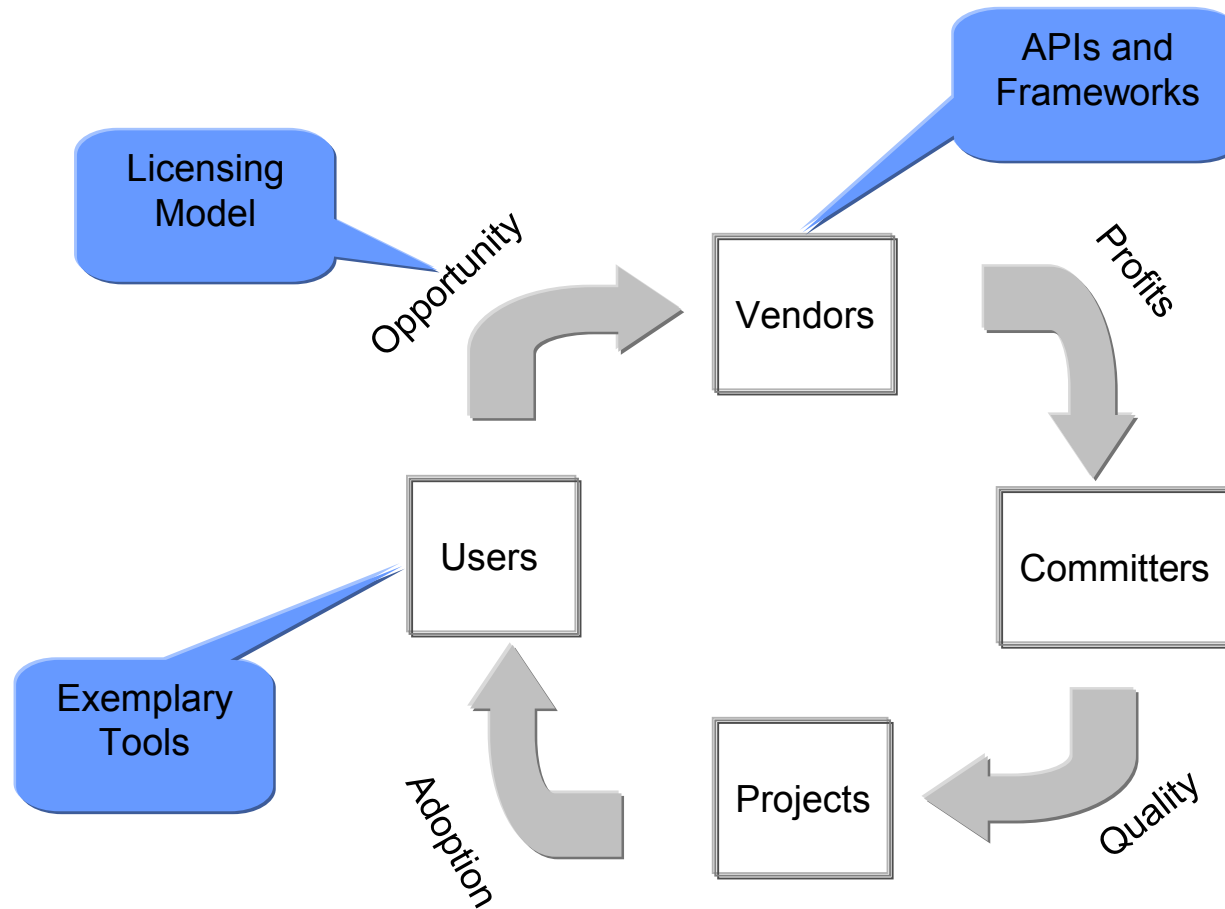 APIs and
Frameworks
Licensing
Model
Opportunity
Profits
Vendors
Users
Committers
Exemplary
Tools
Adoption
Projects
Quality